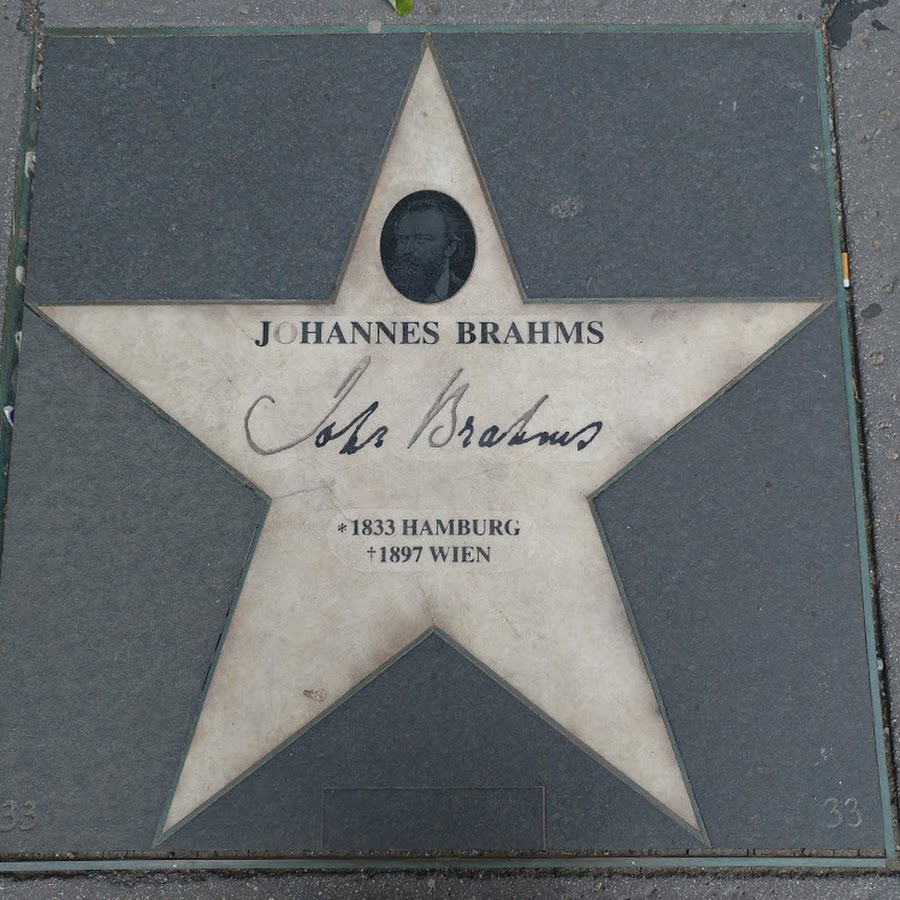 JOHANNES BRAHMS
Joh. Brahms
*1833 HAMBURG
†1897 WIEN
33
33